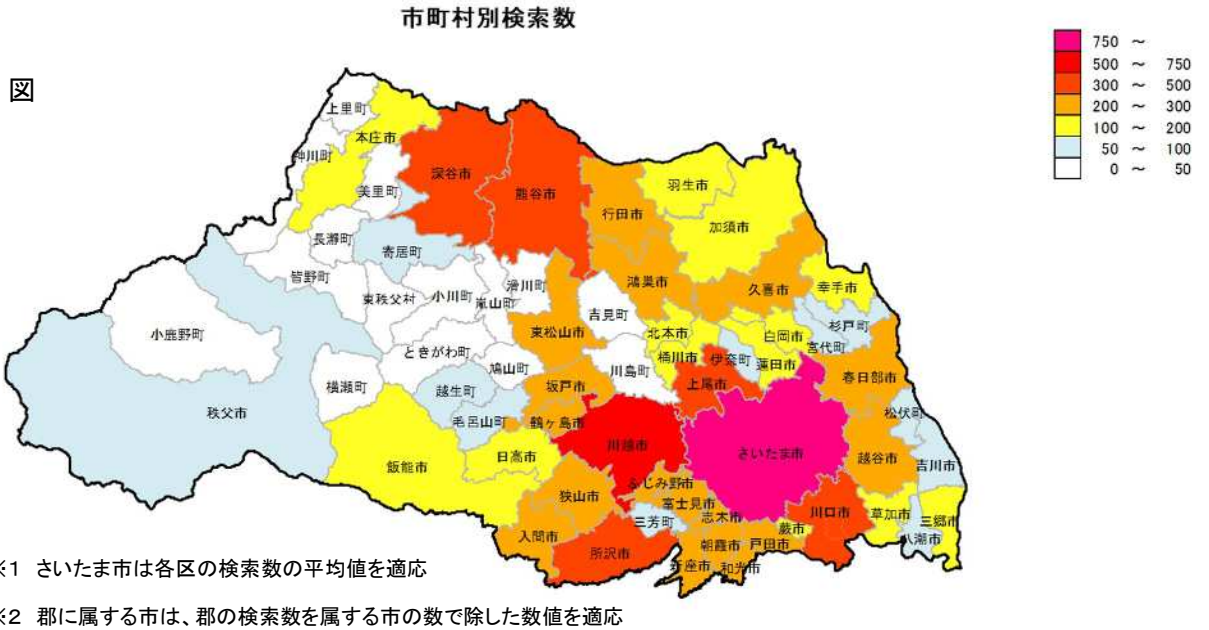 市町村別検索数
図
750 ～
500 ～ 750
300 ～ 500
200 ～ 300
100 ～ 200
50 ～ 100
0 ～ 50
上里町
本庄市
神川町
美里町
深谷市
熊谷市
行田市
羽生市
加須市
長瀞町
寄居町
皆野町
東秩父村
小川町
嵐山町
滑川町
吉見町
鴻巣市
久喜市
幸手市
小鹿野町
東松山市
北本市
白岡市
杉戸町
宮代町
ときがわ町
鳩山町
川島町
桶川市
伊奈町
蓮田市
上尾市
春日部市
横瀬町
越生町
坂戸市
秩父市
毛呂山町
鶴ヶ島市
松伏町
川越市
さいたま市
越谷市
吉川市
飯能市
日高市
狭山市
ふじみ野市
富士見市
三芳町
志木市
川口市
草加市
三郷市
八潮市
入間市
所沢市
朝霞市
戸田市
蕨市
新座市
和光市
※1 さいたま市は各区の検索数の平均値を適応
※2 郡に属する市は、郡の検索数を属する市の数で除した数値を適応